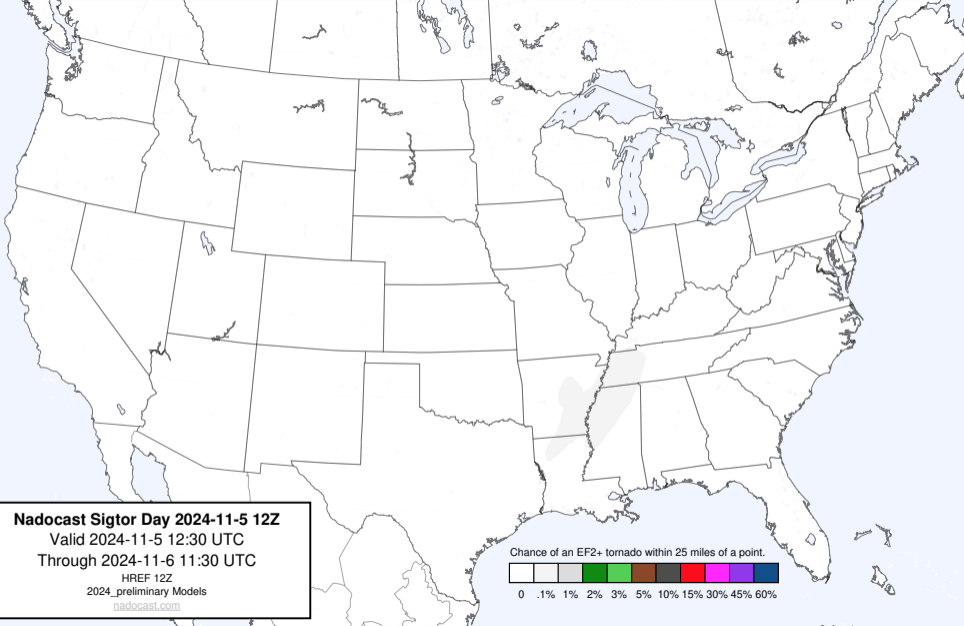 Nadocast Sigtor Day 2024-11-5 12Z
Valid 2024-11-5 12:30 UTC
Through 2024-11-6 11:30 UTC
HREF 12Z
2024_preliminary Models
nadocast.com
Chance of an EF2+ tornado within 25 miles of a point.
0 .1% 1% 2% 3% 5% 10% 15% 30% 45% 60%